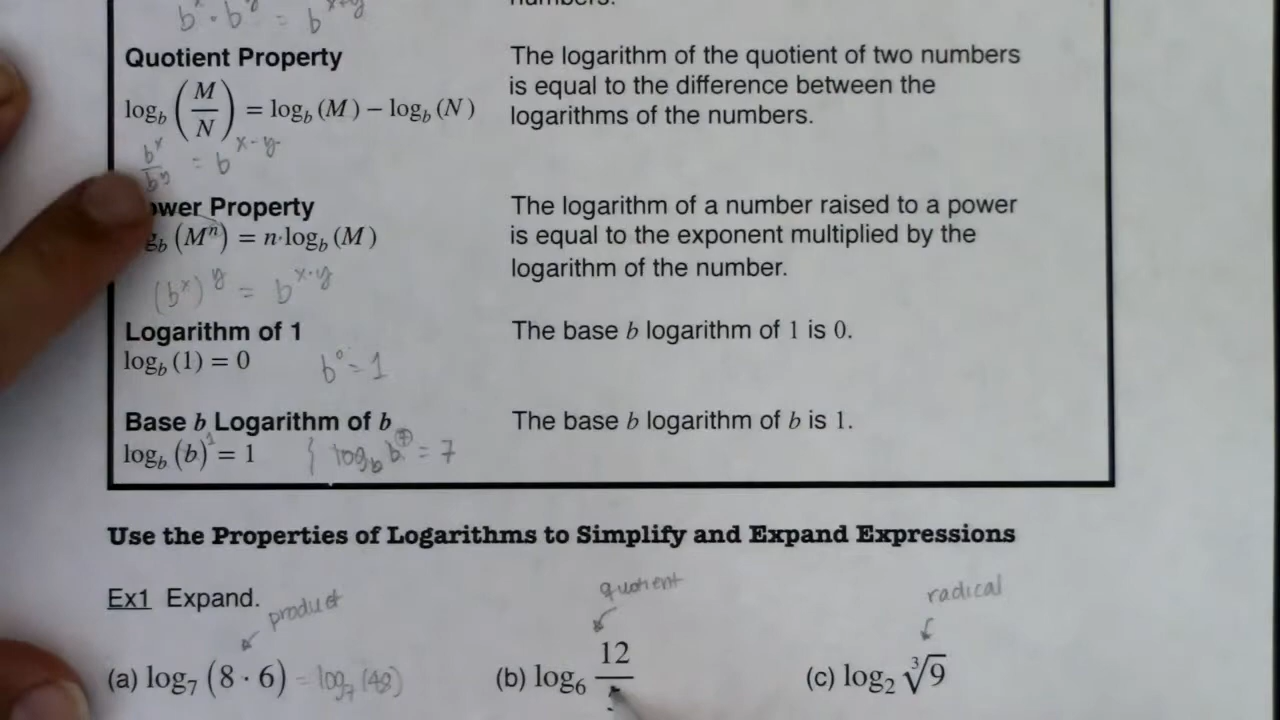 b^x · b^y = b^{x+y}
numbers.
Quotient Property
The logarithm of the quotient of two numbers
log_b (M/N) = log_b (M) − log_b (N)
is equal to the difference between the
logarithms of the numbers.
b^x/b^y = b^{x-y}
ower Property
The logarithm of a number raised to a power
g_b (M^n) = n·log_b (M)
is equal to the exponent multiplied by the
logarithm of the number.
(b^x)^y = b^{x·y}
Logarithm of 1
The base b logarithm of 1 is 0.
log_b (1) = 0 b^0 = 1
Base b Logarithm of b
The base b logarithm of b is 1.
log_b (b)^1 = 1 log_b b^7 = 7
Use the Properties of Logarithms to Simplify and Expand Expressions
Ex1 Expand.
product
quotient
radical
(a) log_7 (8 · 6) = log_7 (48)
(b) log_6 12/
(c) log_2 ∛9